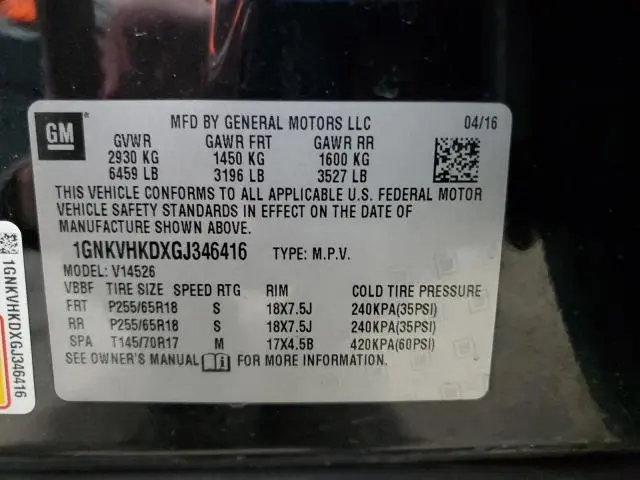 GM
MFD BY GENERAL MOTORS LLC 04/16
GVWR GAWR FRT GAWR RR
2930 KG 1450 KG 1600 KG
6459 LB 3196 LB 3527 LB
THIS VEHICLE CONFORMS TO ALL APPLICABLE U.S. FEDERAL MOTOR
VEHICLE SAFETY STANDARDS IN EFFECT ON THE DATE OF
MANUFACTURE SHOWN ABOVE.
1GNKVHKDXGJ346416 TYPE: M.P.V.
MODEL: V14526
VBBF TIRE SIZE SPEED RTG RIM COLD TIRE PRESSURE
FRT P255/65R18 S 18X7.5J 240KPA(35PSI)
RR P255/65R18 S 18X7.5J 240KPA(35PSI)
SPA T145/70R17 M 17X4.5B 420KPA(60PSI)
SEE OWNER'S MANUAL FOR MORE INFORMATION.
1GNKVHKDXGJ346416